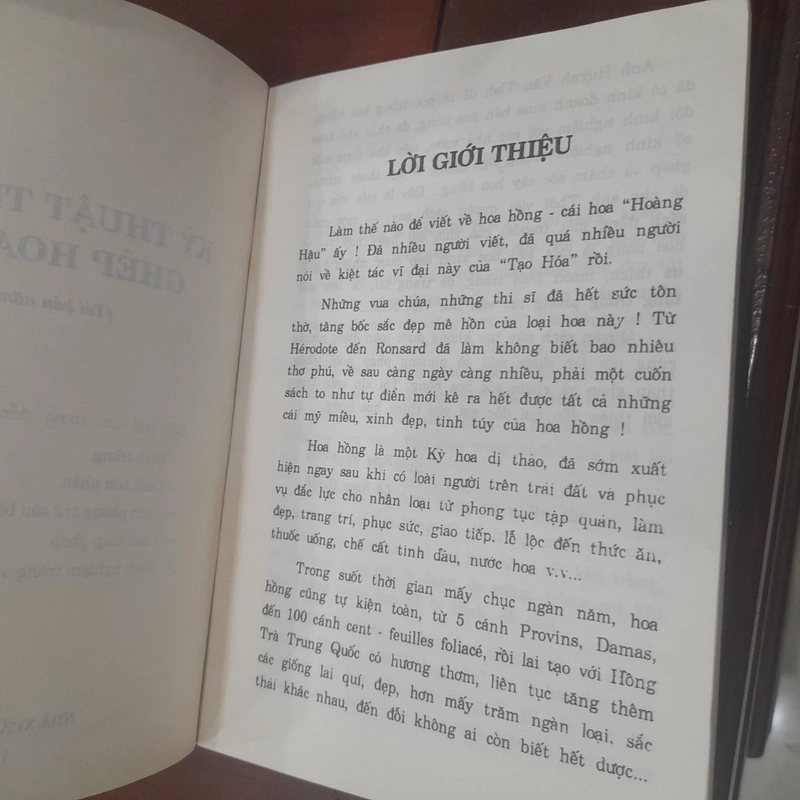 LỜI GIỚI THIỆU
Làm thế nào để viết về hoa hồng - cái hoa “Hoàng
Hậu” ấy ! Đã nhiều người viết, đã quá nhiều người
nói về kiệt tác vĩ đại này của “Tạo Hóa” rồi.
Những vua chúa, những thi sĩ đã hết sức tôn
thờ, tâng bốc sắc đẹp mê hồn của loại hoa này ! Từ
Hérodote đến Ronsard đã làm không biết bao nhiêu
thơ phú, về sau càng ngày càng nhiều, phải một cuốn
sách to như tự điển mới kê ra hết được tất cả những
cái mỹ miều, xinh đẹp, tinh túy của hoa hồng !
Hoa hồng là một Kỳ hoa dị thảo, đã sớm xuất
hiện ngay sau khi có loài người trên trái đất và phục
vụ đắc lực cho nhân loại từ phong tục tập quán, làm
đẹp, trang trí, phục sức, giao tiếp. lễ lộc đến thức ăn,
thuốc uống, chế cất tinh dầu, nước hoa v.v...
Trong suốt thời gian mấy chục ngàn năm, hoa
hồng cũng tự kiện toàn, từ 5 cánh Provins, Damas,
đến 100 cánh cent - feuilles foliacé, rồi lai tạo với Hồng
Trà Trung Quốc có hương thơm, liên tục tăng thêm
các giống lai quí, đẹp, hơn mấy trăm ngàn loại. sắc
thái khác nhau, đến đỗi không ai còn biết hết dược...